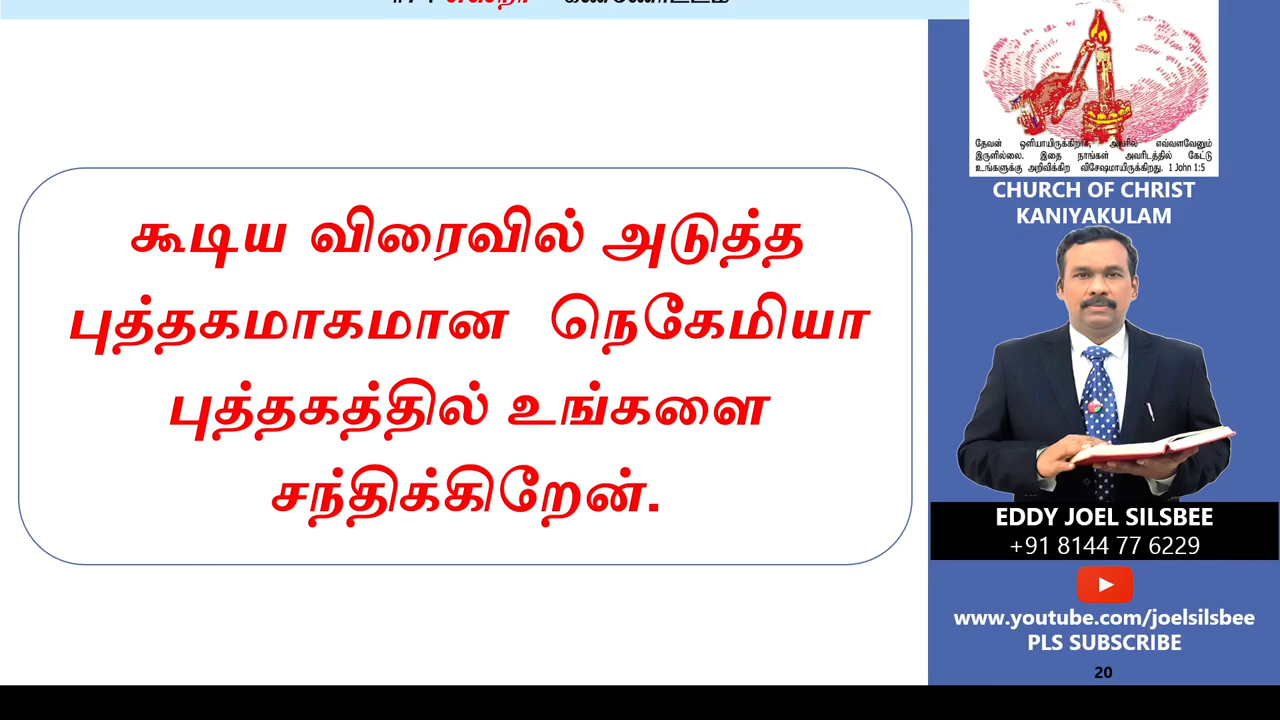 கூடிய விரைவில் அடுத்த
புத்தகமாகமான நெகேமியா
புத்தகத்தில் உங்களை
சந்திக்கிறேன்.
தேவன் ஒளியாயிருக்கிறார், அவரில் எவ்வளவேனும்
இருளில்லை. இதை நாங்கள் அவரிடத்தில் கேட்டு
உங்களுக்கு அறிவிக்கிற விசேஷமாயிருக்கிறது. 1 John 1:5
CHURCH OF CHRIST
KANIYAKULAM
EDDY JOEL SILSBEE
+91 8144 77 6229
www.youtube.com/joelsilsbee
PLS SUBSCRIBE
20